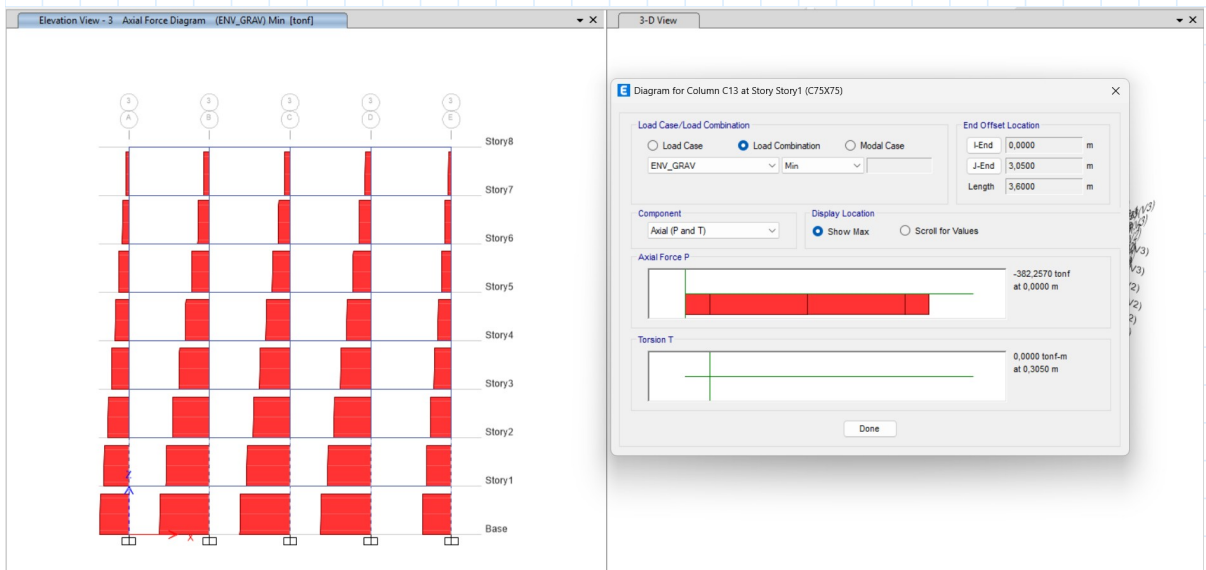 Elevation View - 3 Axial Force Diagram (ENV_GRAV) Min [tonf]
3 3 3 3 3
A B C D E
Story8
Story7
Story6
Story5
Story4
Story3
Story2
Story1
Base
Z
X
3-D View
Diagram for Column C13 at Story Story1 (C75X75)
Load Case/Load Combination
Load Case Load Combination Modal Case
ENV_GRAV Min
End Offset Location
I-End 0,0000 m
J-End 3,0500 m
Length 3,6000 m
Component
Axial (P and T)
Display Location
Show Max Scroll for Values
Axial Force P
-382,2570 tonf
at 0,0000 m
Torsion T
0,0000 tonf-m
at 0,3050 m
Done